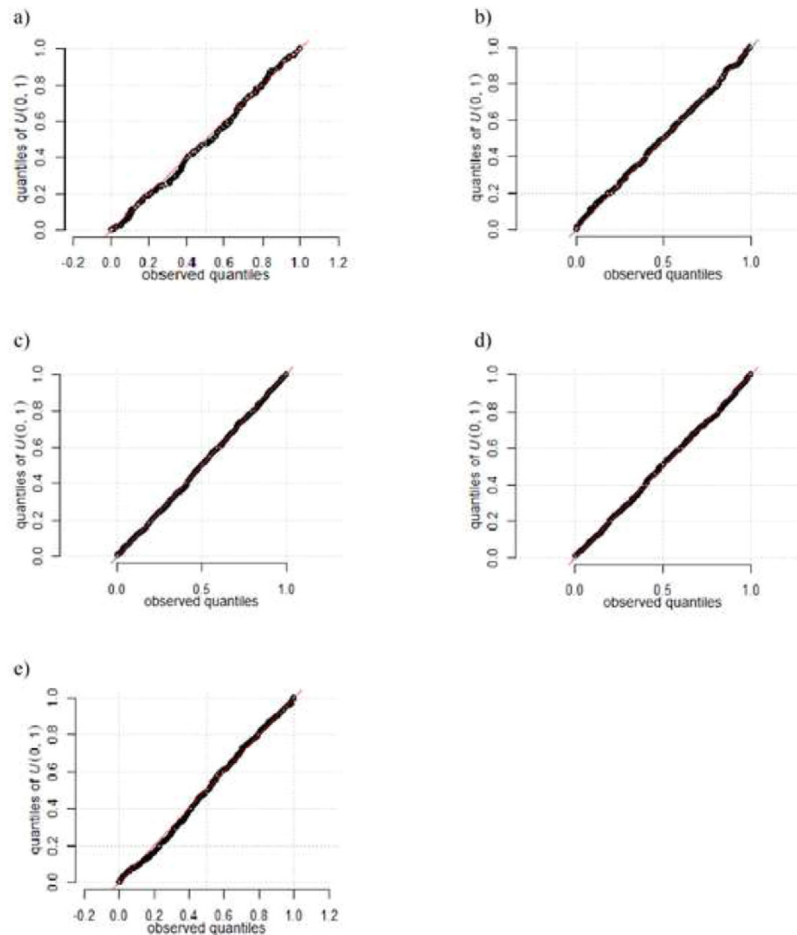 a)
quantiles of U(0, 1)
0.0 0.2 0.4 0.6 0.8 1.0
-0.2 0.0 0.2 0.4 0.6 0.8 1.0 1.2
observed quantiles
b)
quantiles of U(0, 1)
0.0 0.2 0.4 0.6 0.8 1.0
0.0 0.5 1.0
observed quantiles
c)
quantiles of U(0, 1)
0.0 0.2 0.4 0.6 0.8 1.0
0.0 0.5 1.0
observed quantiles
d)
quantiles of U(0, 1)
0.0 0.2 0.4 0.6 0.8 1.0
0.0 0.5 1.0
observed quantiles
e)
quantiles of U(0, 1)
0.0 0.2 0.4 0.6 0.8 1.0
-0.2 0.0 0.2 0.4 0.6 0.8 1.0 1.2
observed quantiles